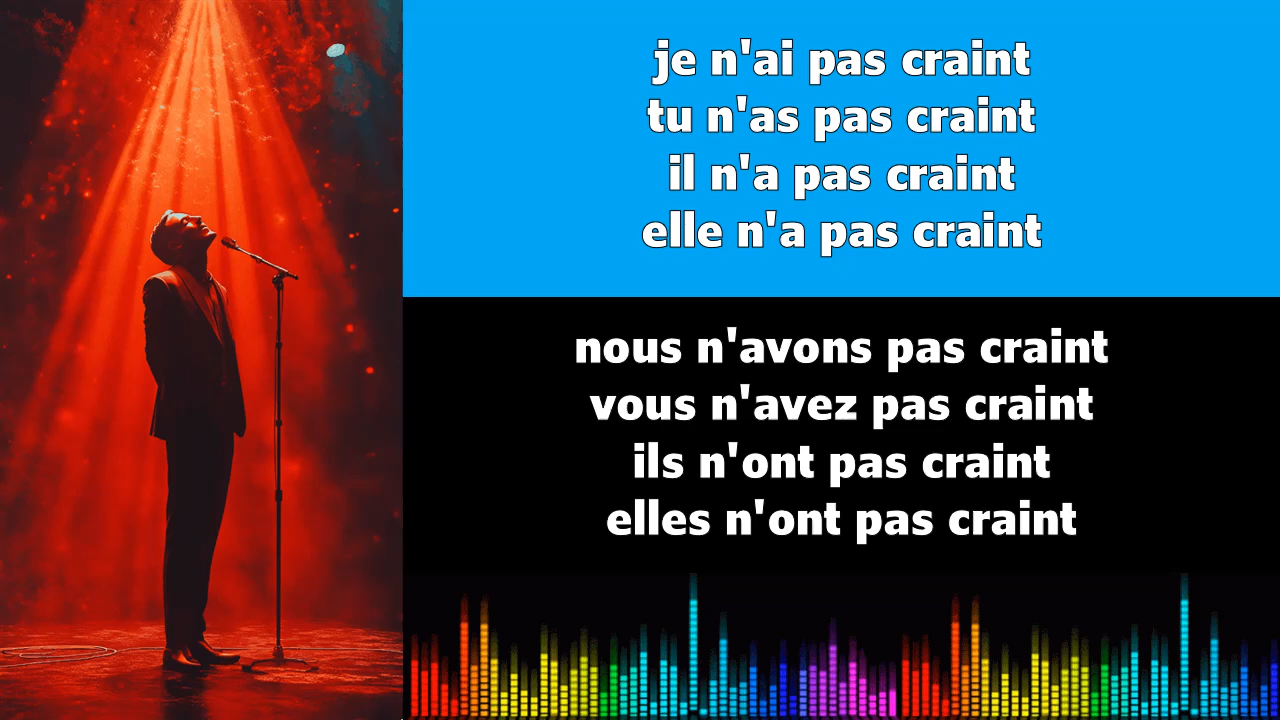 je n'ai pas craint
tu n'as pas craint
il n'a pas craint
elle n'a pas craint
nous n'avons pas craint
vous n'avez pas craint
ils n'ont pas craint
elles n'ont pas craint